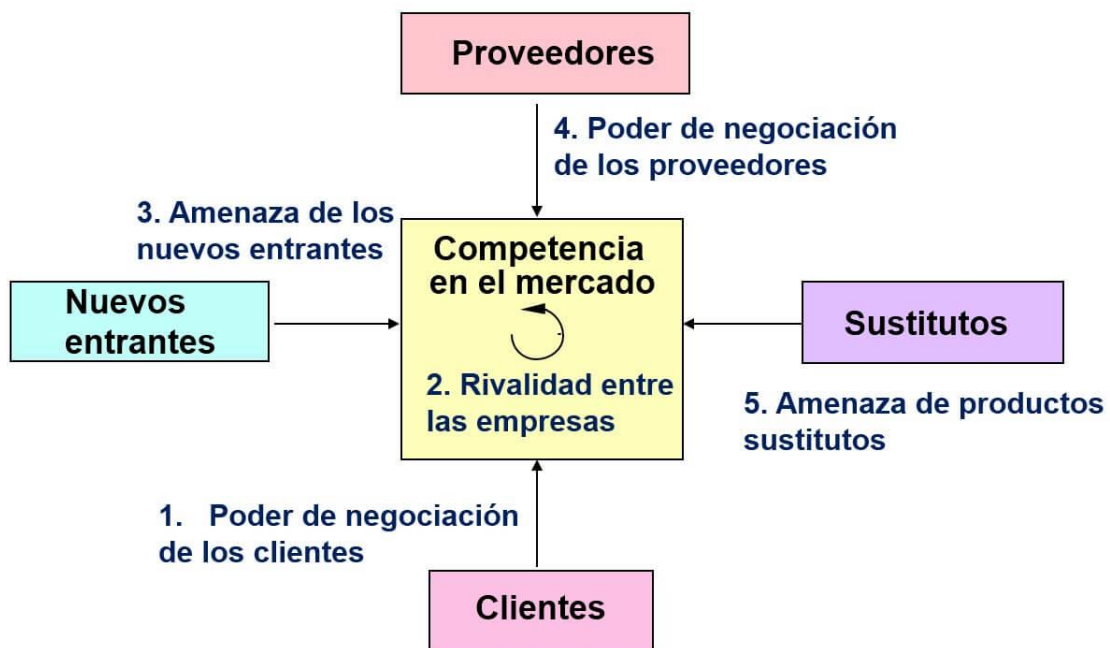 Proveedores
4. Poder de negociación
de los proveedores
3. Amenaza de los
nuevos entrantes
Competencia
en el mercado
Nuevos
entrantes
Sustitutos
2. Rivalidad entre
las empresas
5. Amenaza de productos
sustitutos
1. Poder de negociación
de los clientes
Clientes